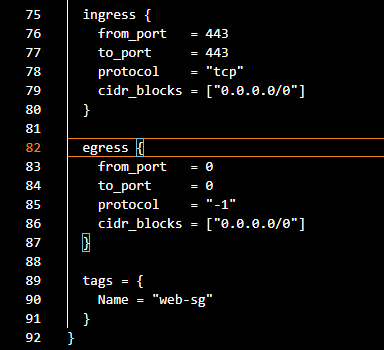 75 ingress {
76 from_port = 443
77 to_port = 443
78 protocol = "tcp"
79 cidr_blocks = ["0.0.0.0/0"]
80 }
81
82 egress {
83 from_port = 0
84 to_port = 0
85 protocol = "-1"
86 cidr_blocks = ["0.0.0.0/0"]
87 }
88
89 tags = {
90 Name = "web-sg"
91 }
92 }